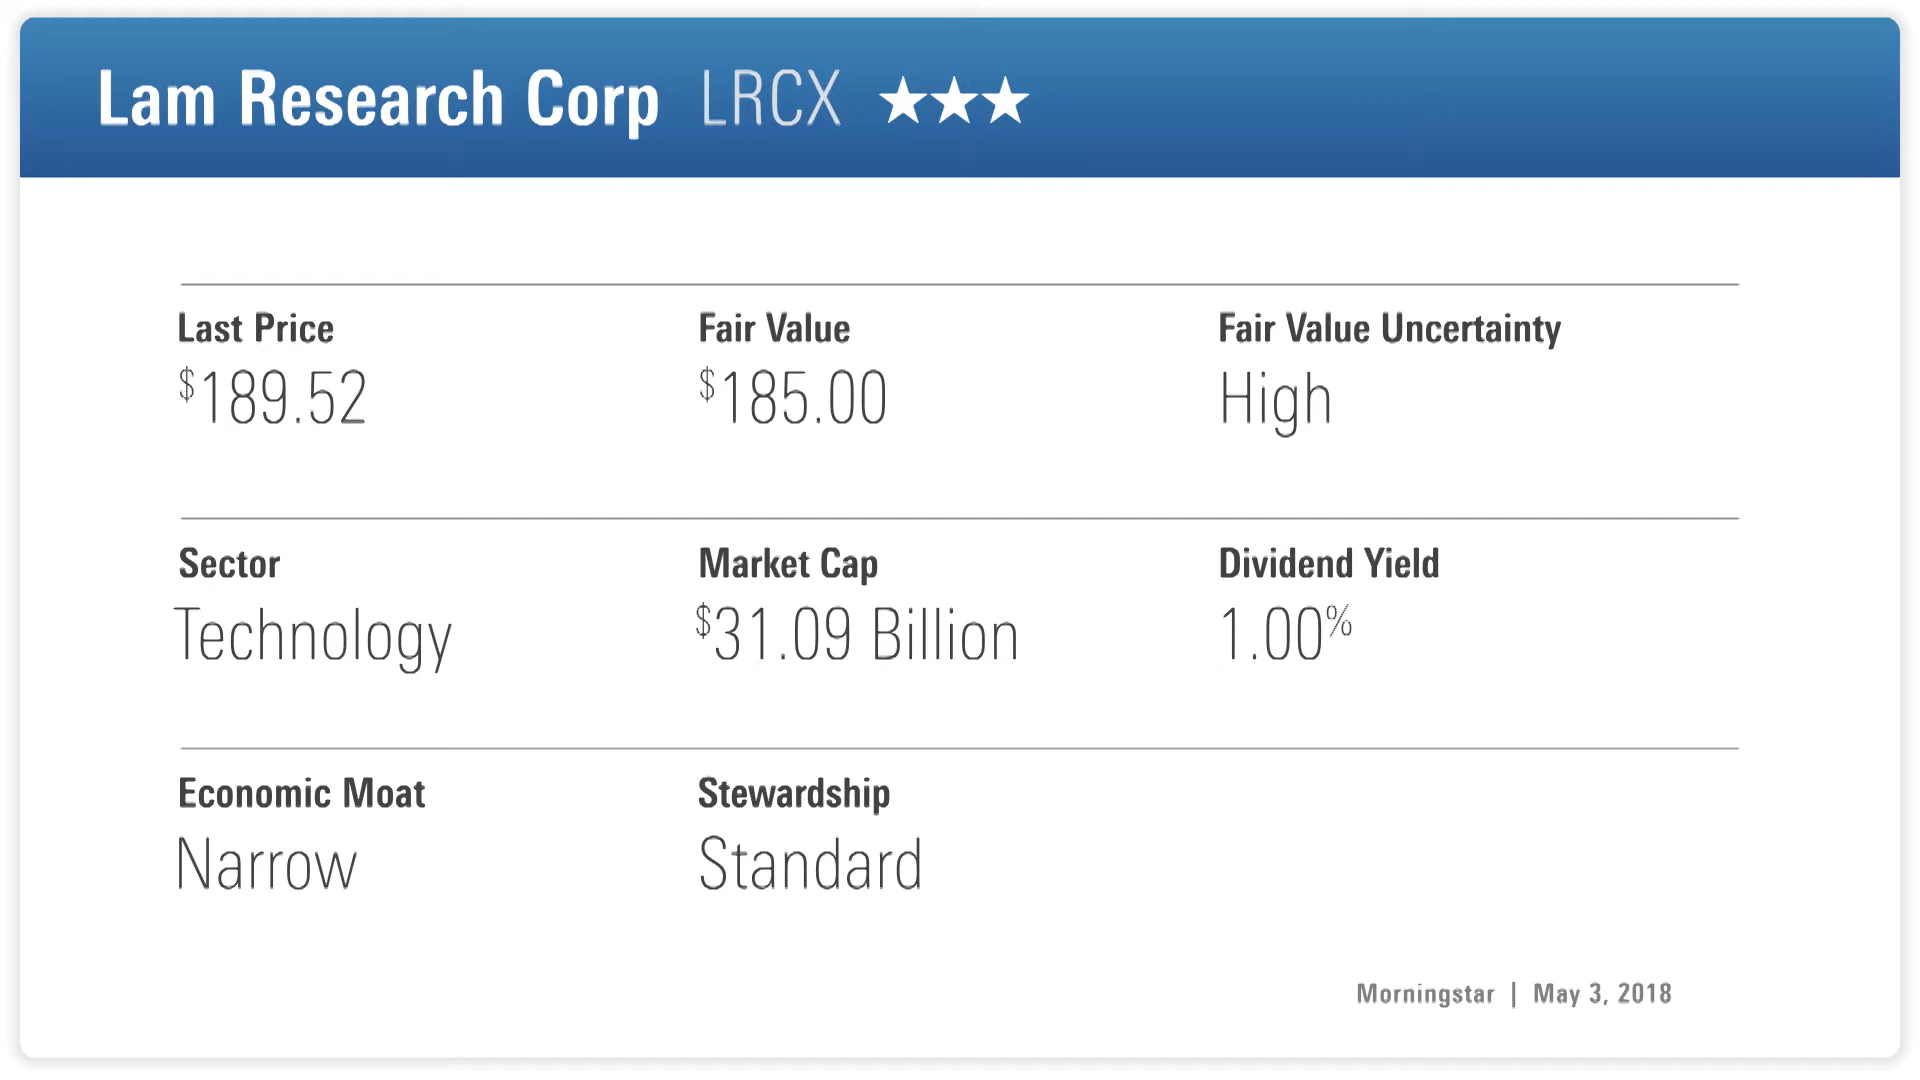 Lam Research Corp LRCX ★★★
Last Price Fair Value Fair Value Uncertainty
$189.52 $185.00 High
Sector Market Cap Dividend Yield
Technology $31.09 Billion 1.00%
Economic Moat Stewardship
Narrow Standard
Morningstar | May 3, 2018